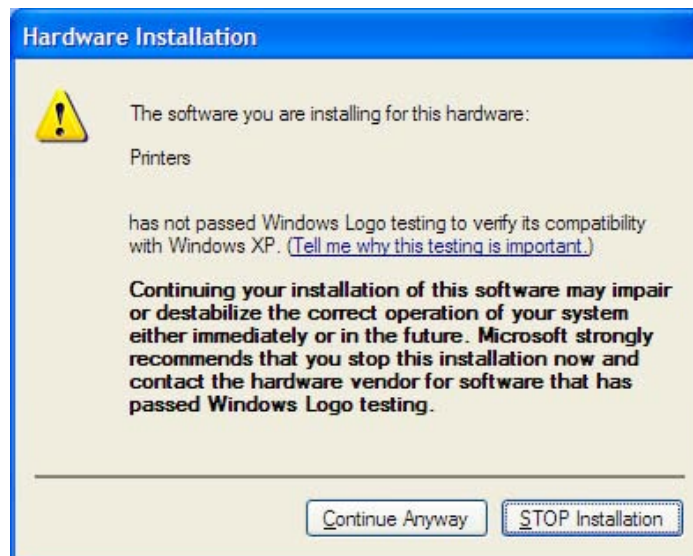 Hardware Installation
The software you are installing for this hardware:
Printers
has not passed Windows Logo testing to verify its compatibility
with Windows XP. (Tell me why this testing is important.)
Continuing your installation of this software may impair
or destabilize the correct operation of your system
either immediately or in the future. Microsoft strongly
recommends that you stop this installation now and
contact the hardware vendor for software that has
passed Windows Logo testing.
Continue Anyway STOP Installation